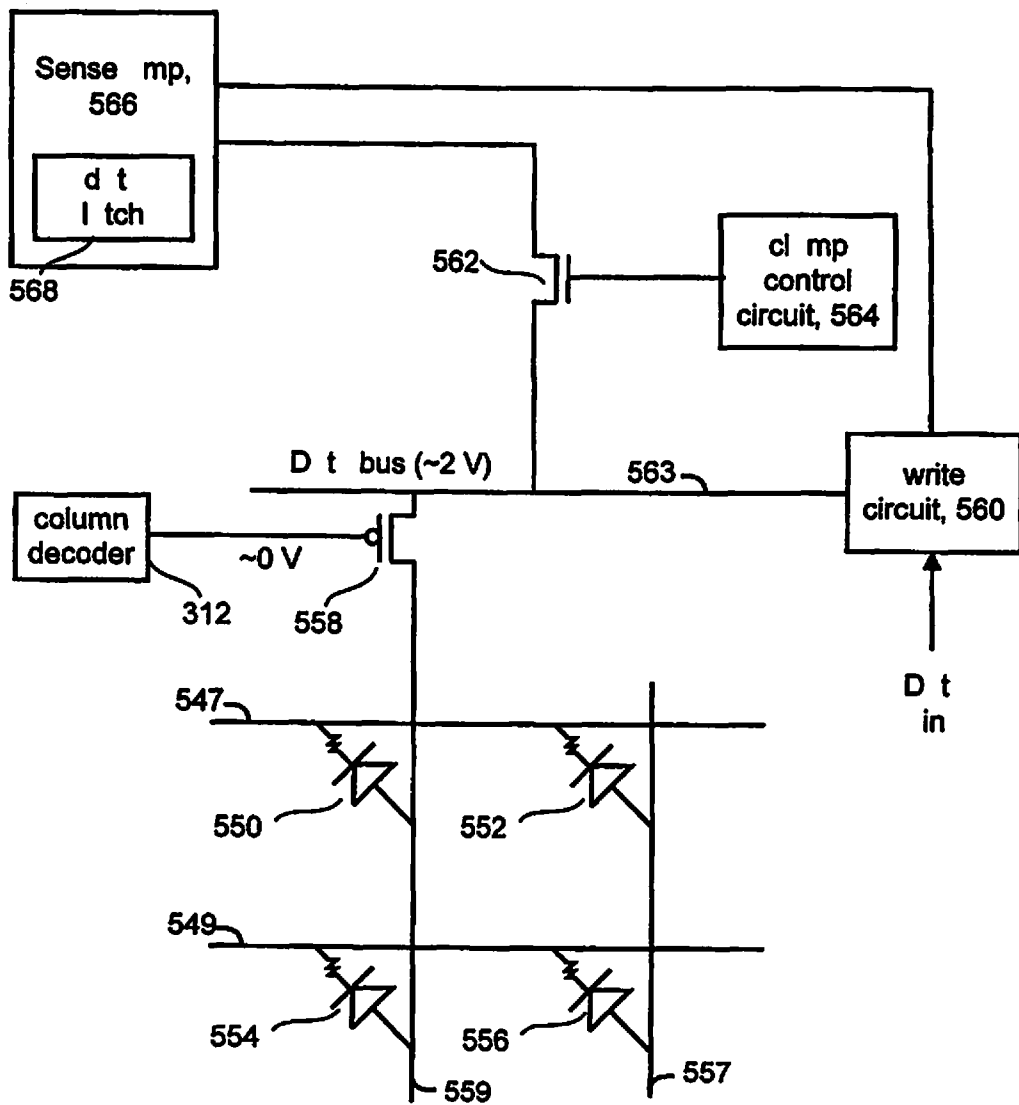 Sense mp,
566
d t
l tch
568
562
cl mp
control
circuit, 564
D t bus (~2 V)
563
write
circuit, 560
column
decoder
~0 V
312
558
D t
in
547
550
552
549
554
556
559
557